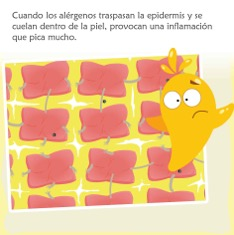 Cuando los alérgenos traspasan la epidermis y se
cuelan dentro de la piel, provocan una inflamación
que pica mucho.